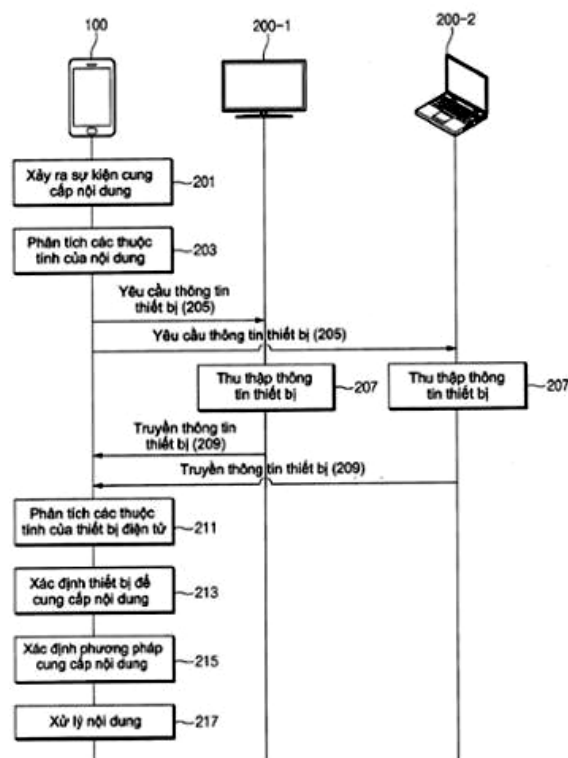 100
200-1
200-2
Xảy ra sự kiện cung
cấp nội dung
201
Phân tích các thuộc
tính của nội dung
203
Yêu cầu thông tin
thiết bị (205)
Yêu cầu thông tin thiết bị (205)
Thu thập thông
tin thiết bị
207
Thu thập thông
tin thiết bị
207
Truyền thông tin
thiết bị (209)
Truyền thông tin thiết bị (209)
Phân tích các thuộc
tính của thiết bị điện tử
211
Xác định thiết bị để
cung cấp nội dung
213
Xác định phương pháp
cung cấp nội dung
215
Xử lý nội dung
217